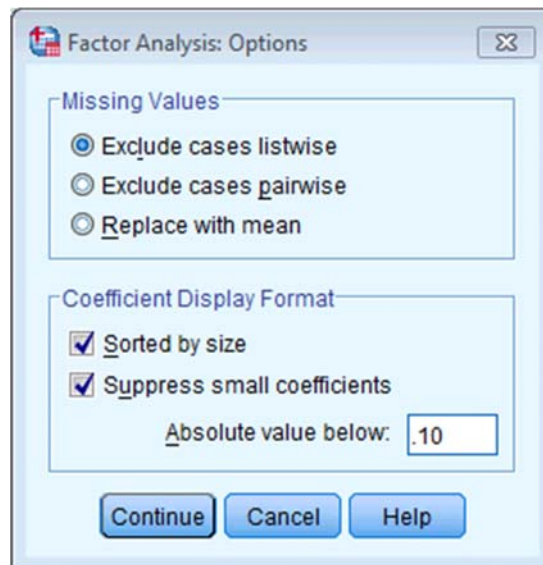 Factor Analysis: Options
Missing Values
Exclude cases listwise
Exclude cases pairwise
Replace with mean
Coefficient Display Format
Sorted by size
Suppress small coefficients
Absolute value below: .10
Continue Cancel Help